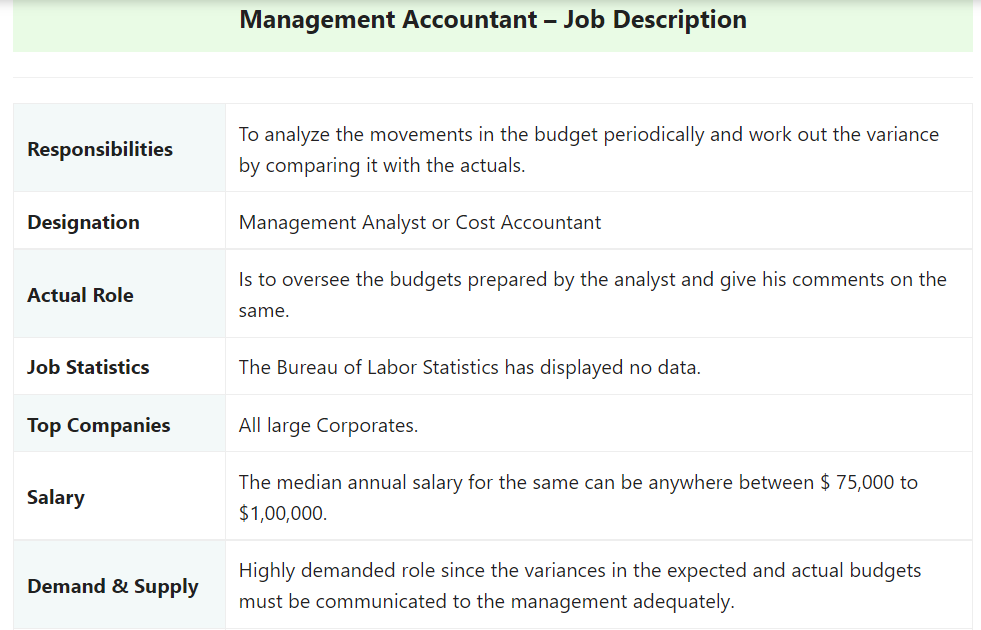 Management Accountant – Job Description
Responsibilities
To analyze the movements in the budget periodically and work out the variance
by comparing it with the actuals.
Designation
Management Analyst or Cost Accountant
Actual Role
Is to oversee the budgets prepared by the analyst and give his comments on the
same.
Job Statistics
The Bureau of Labor Statistics has displayed no data.
Top Companies
All large Corporates.
Salary
The median annual salary for the same can be anywhere between $ 75,000 to
$1,00,000.
Demand & Supply
Highly demanded role since the variances in the expected and actual budgets
must be communicated to the management adequately.